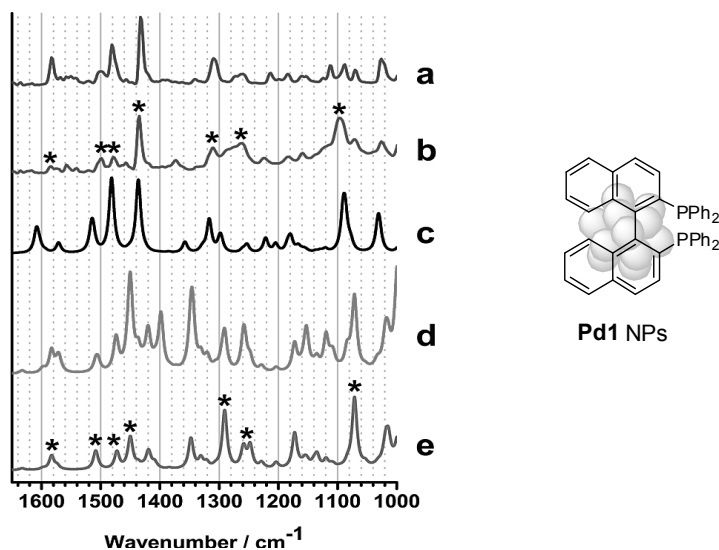 a
* ** * * * *
b
c
d
* ** * * * *
e
1600 1500 1400 1300 1200 1100 1000
Wavenumber / cm⁻¹
PPh₂
PPh₂
Pd1 NPs